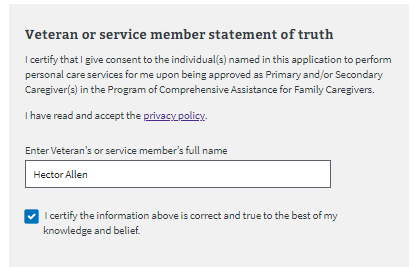 Veteran or service member statement of truth
I certify that I give consent to the individual(s) named in this application to perform
personal care services for me upon being approved as Primary and/or Secondary
Caregiver(s) in the Program of Comprehensive Assistance for Family Caregivers.
I have read and accept the privacy policy.
Enter Veteran's or service member's full name
Hector Allen
I certify the information above is correct and true to the best of my
knowledge and belief.